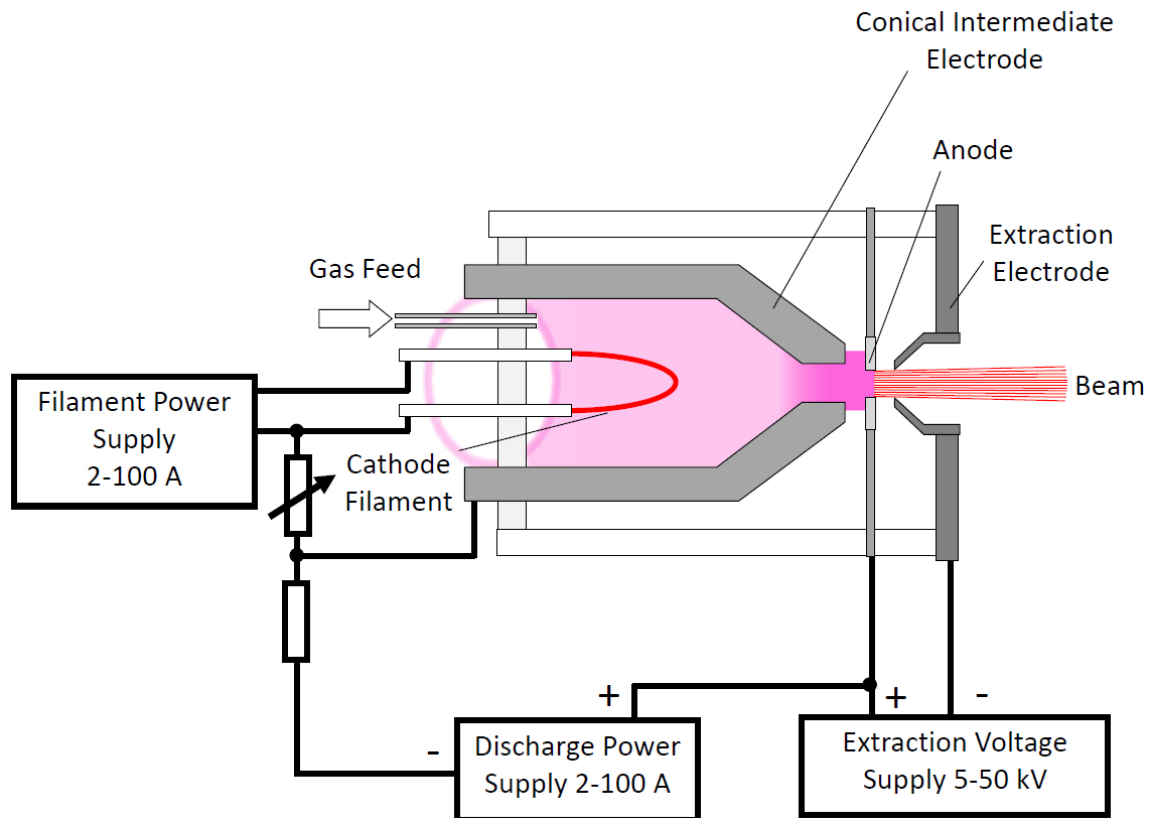 Conical Intermediate
Electrode
Anode
Extraction
Electrode
Gas Feed
Beam
Filament Power
Supply
2-100 A
Cathode
Filament
+
+
-
-
Discharge Power
Supply 2-100 A
Extraction Voltage
Supply 5-50 kV